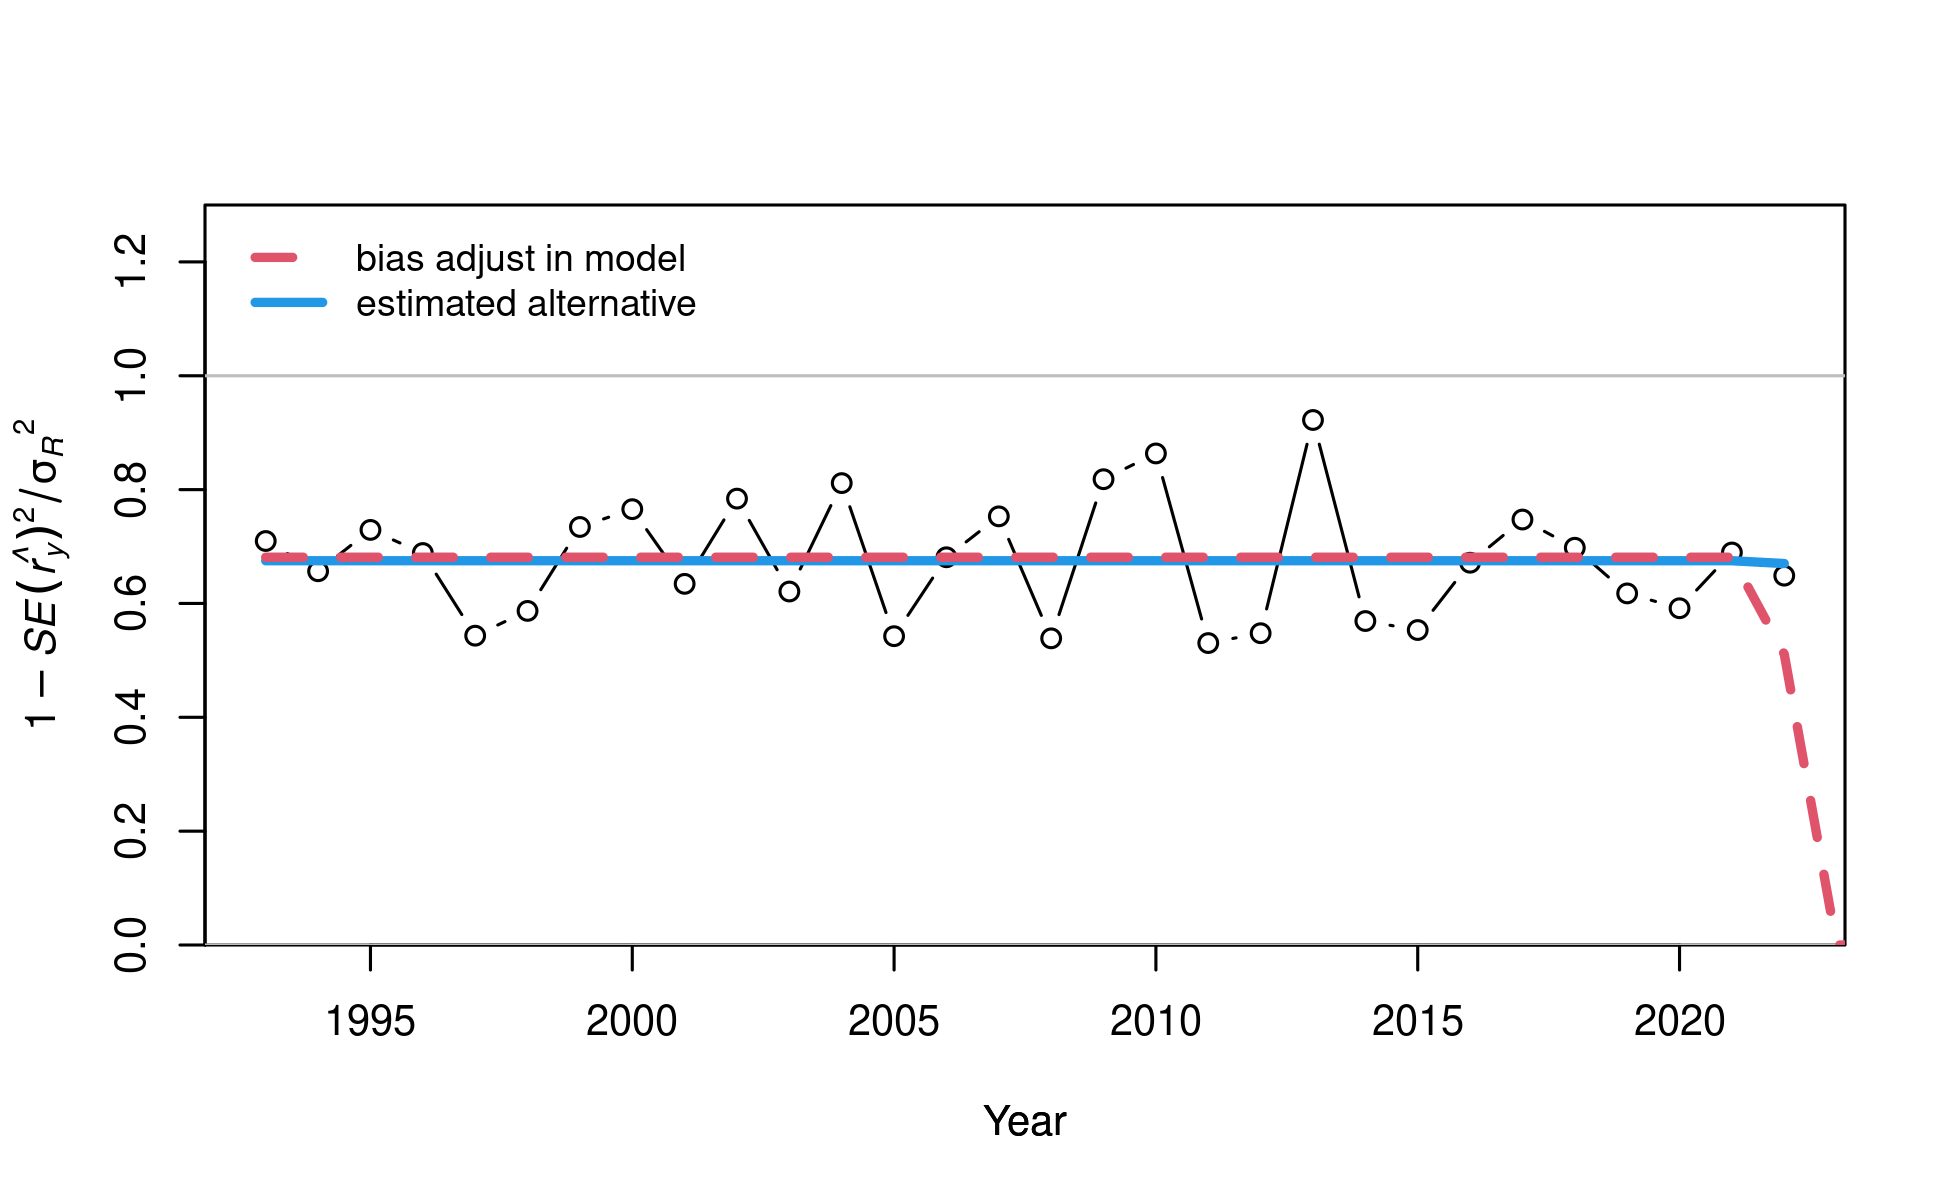 bias adjust in model
estimated alternative
1.2
1.0
0.8
0.6
0.4
0.2
0.0
1 − SE(r̂y)² / σR²
1995 2000 2005 2010 2015 2020
Year